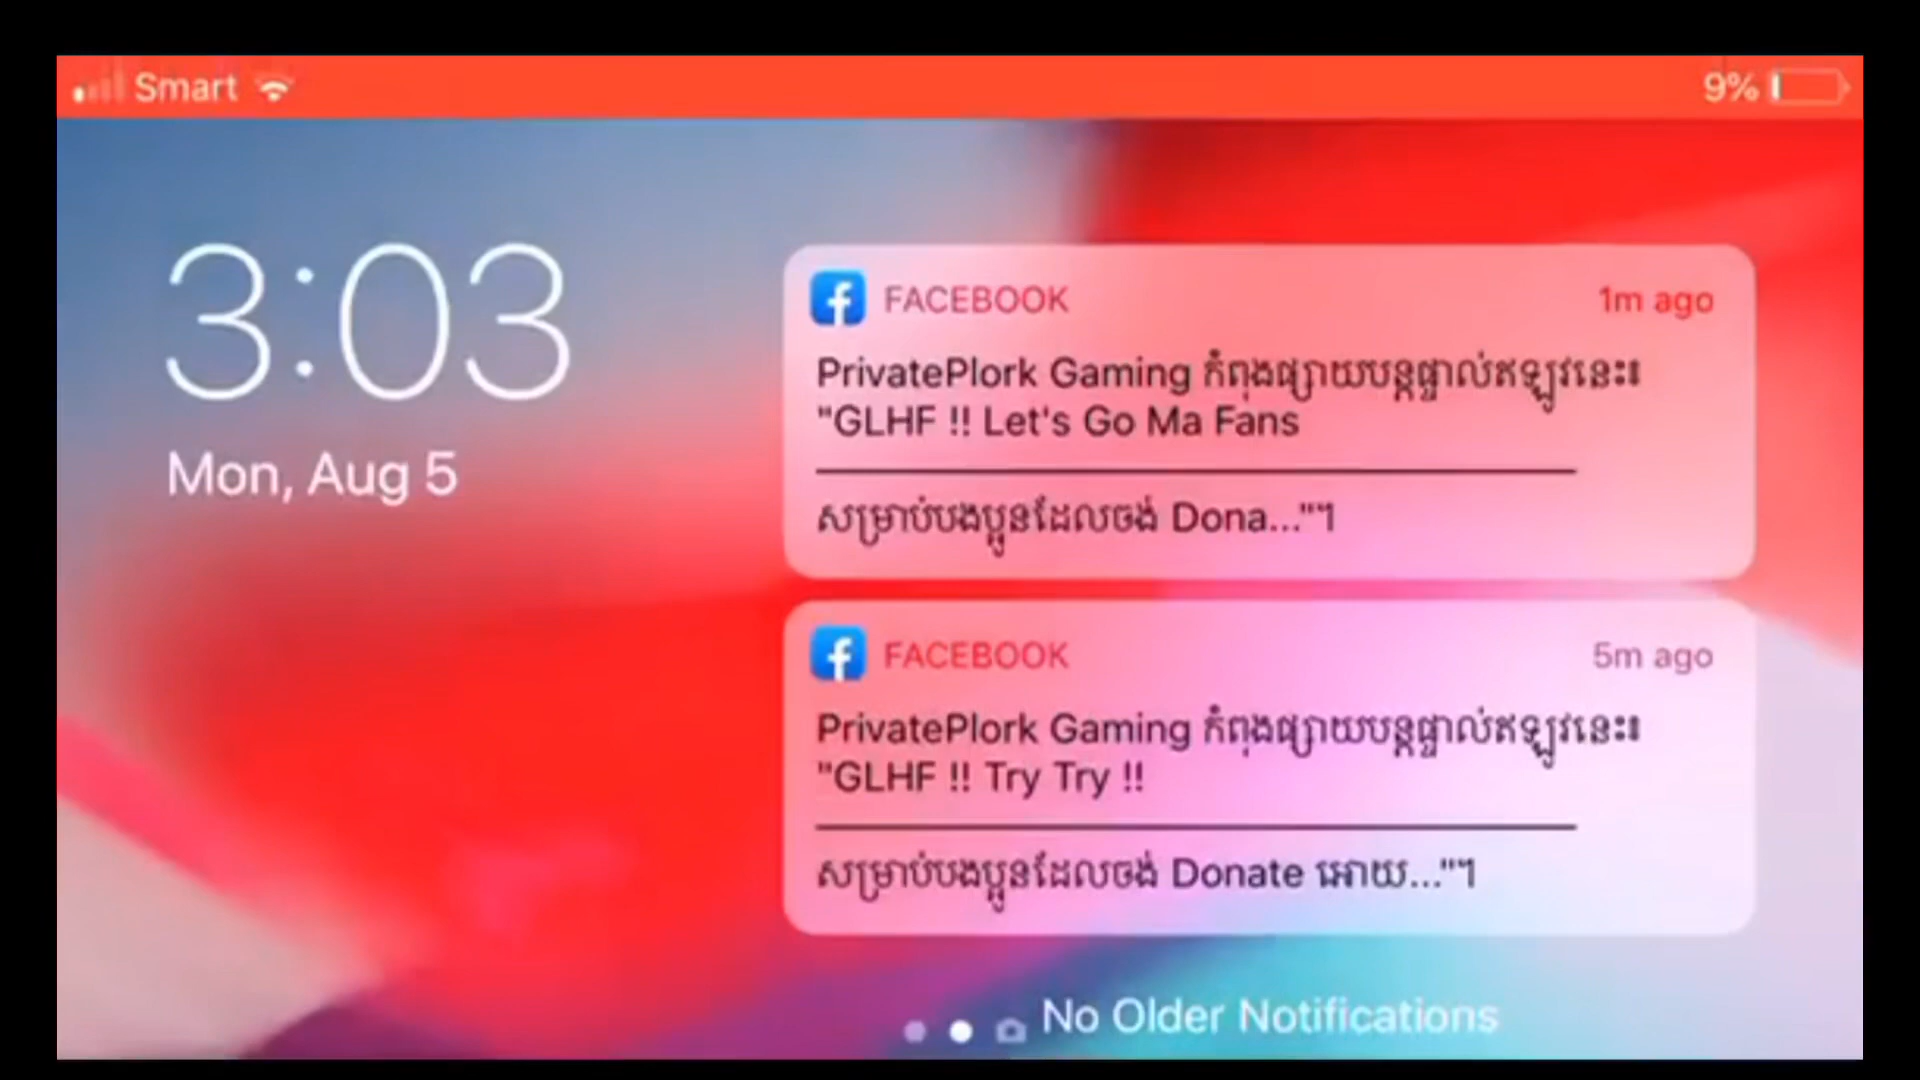 Smart
9%
3:03
Mon, Aug 5
FACEBOOK
1m ago
PrivatePlork Gaming កំពុងផ្សាយបន្តផ្ទាល់ឥឡូវនេះ៖
"GLHF !! Let's Go Ma Fans
សម្រាប់បងប្អូនដែលចង់ Dona..."។
FACEBOOK
5m ago
PrivatePlork Gaming កំពុងផ្សាយបន្តផ្ទាល់ឥឡូវនេះ៖
"GLHF !! Try Try !!
សម្រាប់បងប្អូនដែលចង់ Donate អោយ..."។
No Older Notifications